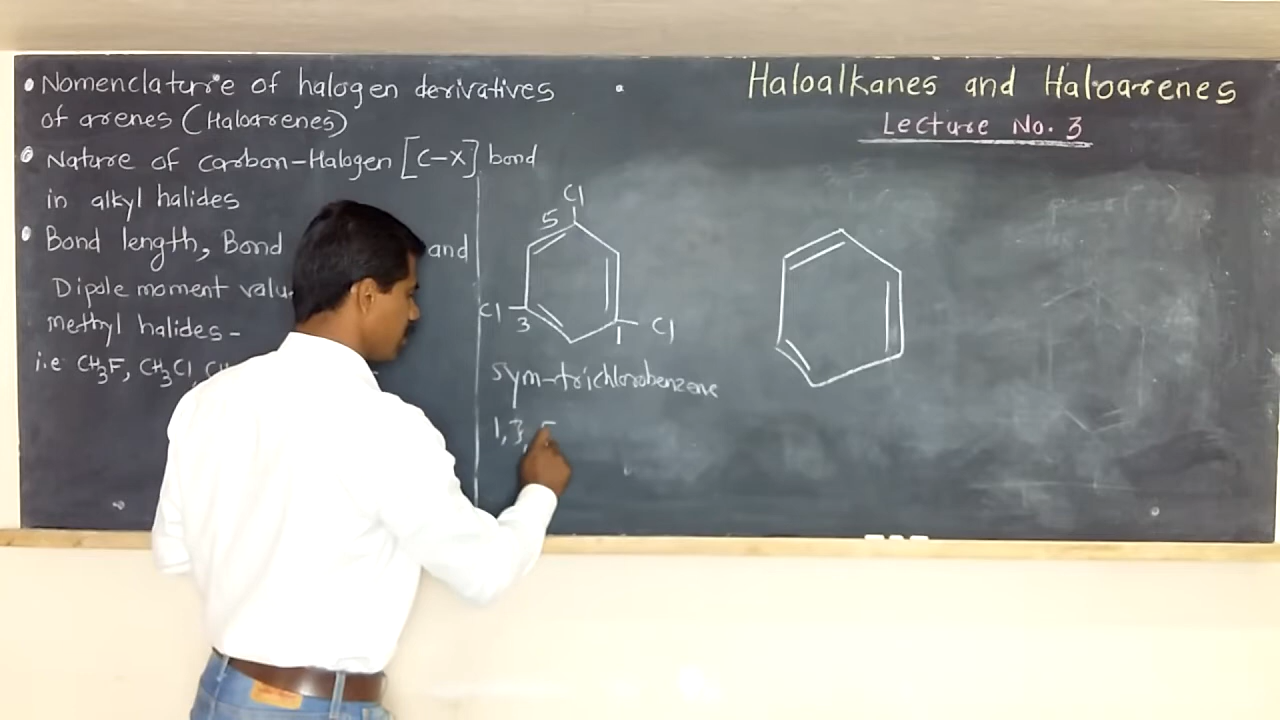 • Nomenclature of halogen derivatives
of arenes (Haloarenes)
• Nature of carbon-Halogen [C-X] bond
in alkyl halides
• Bond length, Bond and
Dipole moment
methyl halides -
i.e CH₃F, CH₃Cl,
Haloalkanes and Haloarenes
Lecture No. 3
Cl
5
Cl 3
1 Cl
sym-trichlorobenzene
1,3,5